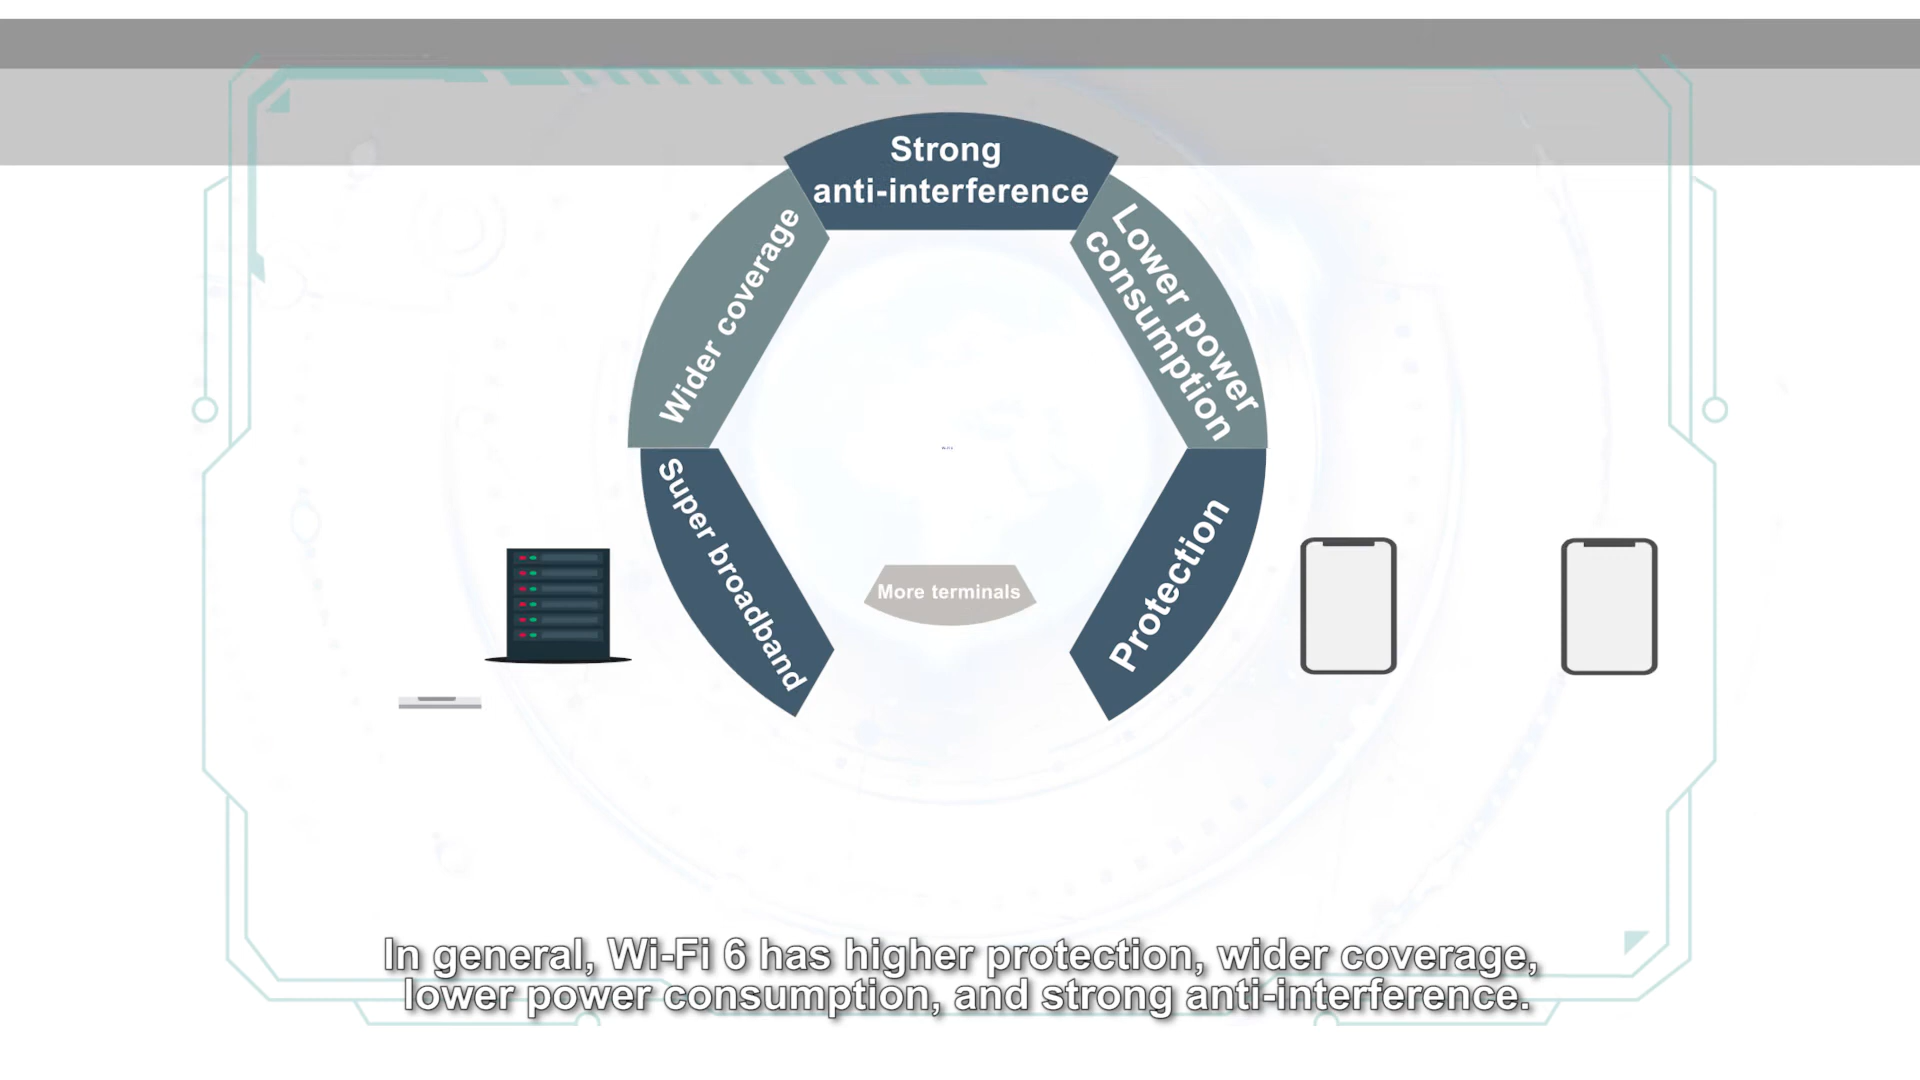 Strong
anti-interference
Wider coverage
Lower power
consumption
Super broadband
More terminals
Protection
In general, Wi-Fi 6 has higher protection, wider coverage,
lower power consumption, and strong anti-interference.